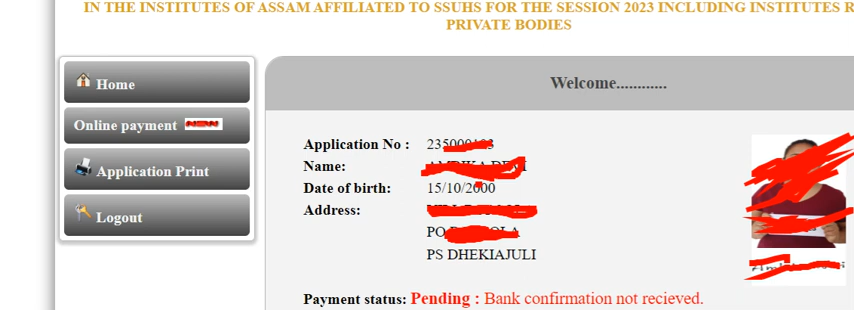 IN THE INSTITUTES OF ASSAM AFFILIATED TO SSUHS FOR THE SESSION 2023 INCLUDING INSTITUTES
PRIVATE BODIES
Home
Online payment
Application Print
Logout
Welcome............
Application No :
Name:
Date of birth: 15/10/2000
Address:
PO
PS DHEKIAJULI
Payment status: Pending : Bank confirmation not recieved.